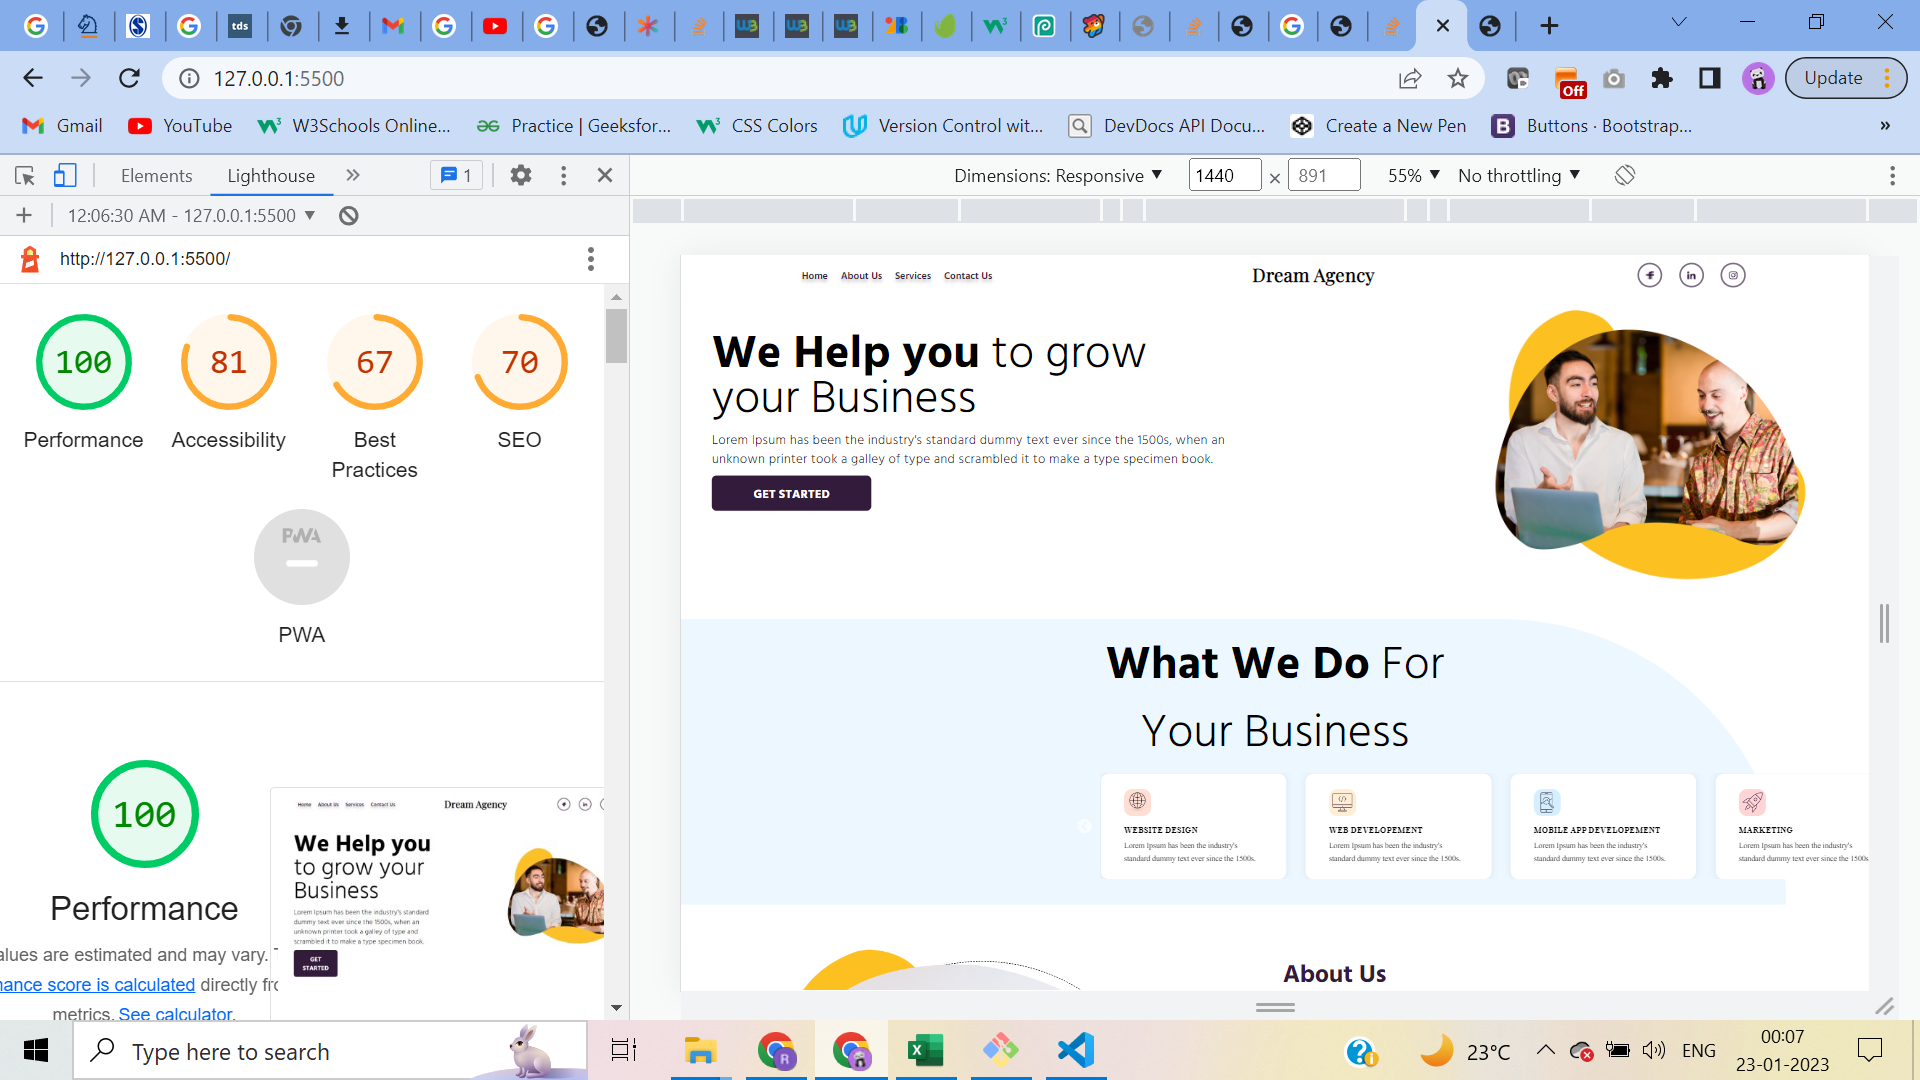 tds
127.0.0.1:5500
Off
Update
Gmail
YouTube
W3Schools Online...
Practice | Geeksfor...
CSS Colors
Version Control wit...
DevDocs API Docu...
Create a New Pen
Buttons · Bootstrap...
»
Elements
Lighthouse
1
Dimensions: Responsive
1440
×
891
55%
No throttling
12:06:30 AM - 127.0.0.1:5500
http://127.0.0.1:5500/
100
81
67
70
Performance
Accessibility
Best
Practices
SEO
PWA
PWA
100
Performance
alues are estimated and may vary.
nance score is calculated directly fr
metrics. See calculator.
Home About Us Services Contact Us
Dream Agency
We Help you
to grow your
Business
Lorem Ipsum has been the industry's standard
dummy text ever since the 1500s, when an
unknown printer took a galley of type and
scrambled it to make a type specimen book.
GET
STARTED
Home About Us Services Contact Us
Dream Agency
We Help you to grow
your Business
Lorem Ipsum has been the industry's standard dummy text ever since the 1500s, when an
unknown printer took a galley of type and scrambled it to make a type specimen book.
GET STARTED
What We Do For
Your Business
WEBSITE DESIGN
Lorem Ipsum has been the industry's
standard dummy text ever since the 1500s.
WEB DEVELOPEMENT
Lorem Ipsum has been the industry's
standard dummy text ever since the 1500s.
MOBILE APP DEVELOPEMENT
Lorem Ipsum has been the industry's
standard dummy text ever since the 1500s.
MARKETING
Lorem Ipsum has been the industry's
standard dummy text ever since the 1500s
About Us
Type here to search
23°C
ENG
00:07
23-01-2023